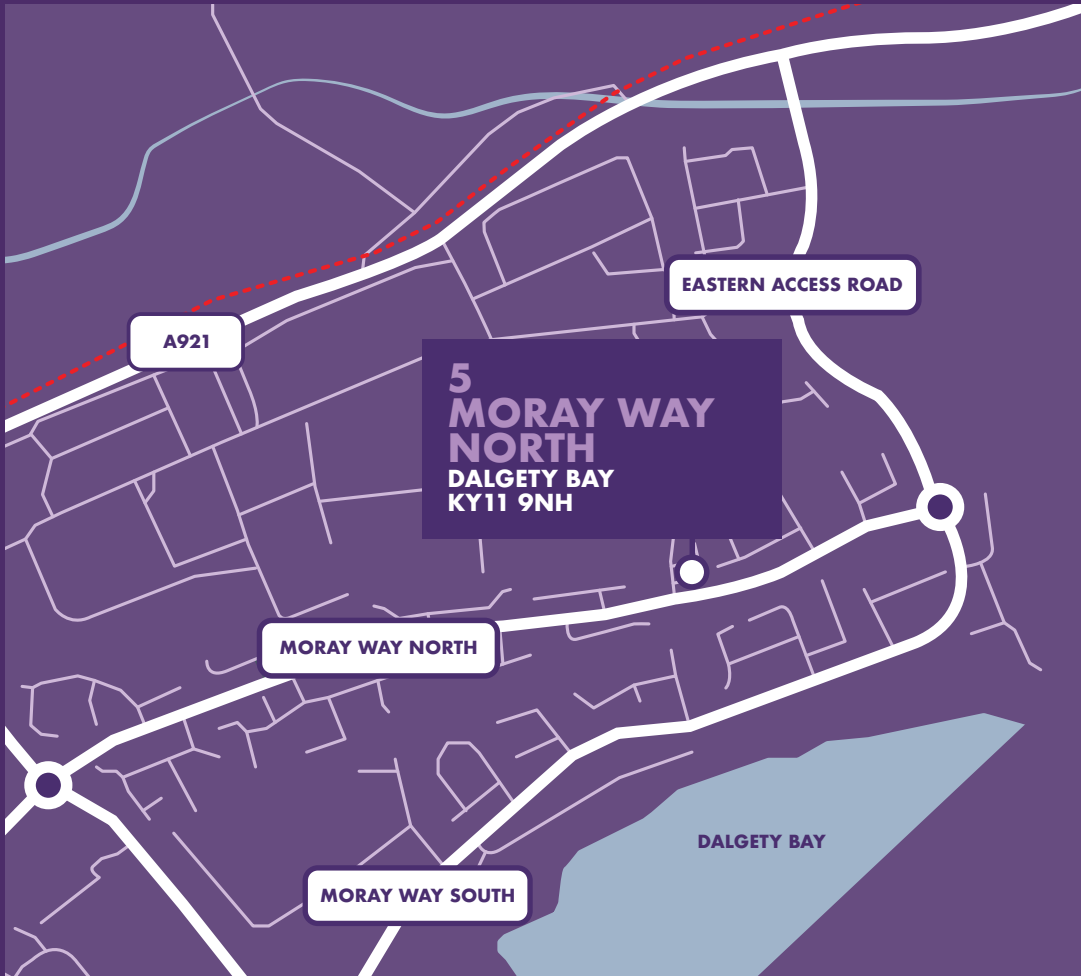 EASTERN ACCESS ROAD
A921
5
MORAY WAY
NORTH
DALGETY BAY
KY11 9NH
MORAY WAY NORTH
DALGETY BAY
MORAY WAY SOUTH